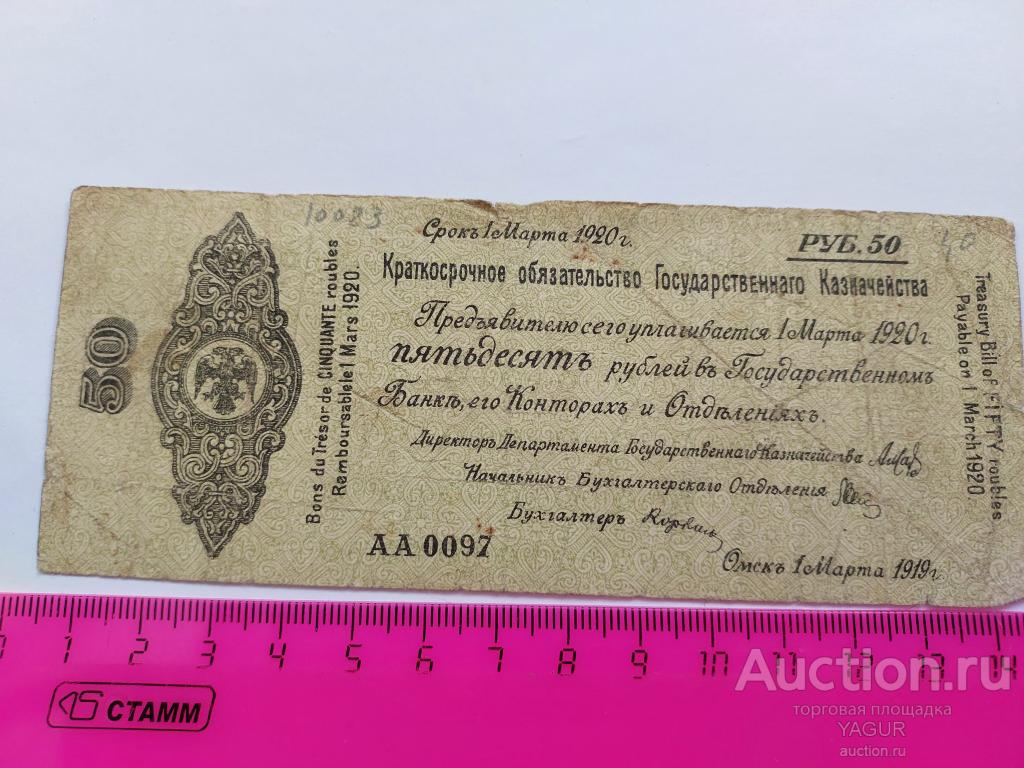 10083
40
Срокъ 1 Марта 1920 г.
РУБ. 50
Краткосрочное обязательство Государственнаго Казначейства
Предъявителю сего уплачивается 1 Марта 1920 г.
пятьдесятъ рублей въ Государственномъ
Банкѣ, его Конторахъ и Отдѣленіяхъ.
Директоръ Департамента Государственнаго Казначейства
Начальникъ Бухгалтерскаго Отдѣленія
Бухгалтеръ
АА 0097
Омскъ 1 Марта 1919 г.
50
Bons du Trésor de CINQUANTE roubles
Remboursable le 1 Mars 1920.
Treasury Bill of FIFTY roubles
Payable on 1 March 1920
0 1 2 3 4 5 6 7 8 9 10 11 12 13 14
СТАММ
Auction.ru
торговая площадка
YAGUR
auction.ru